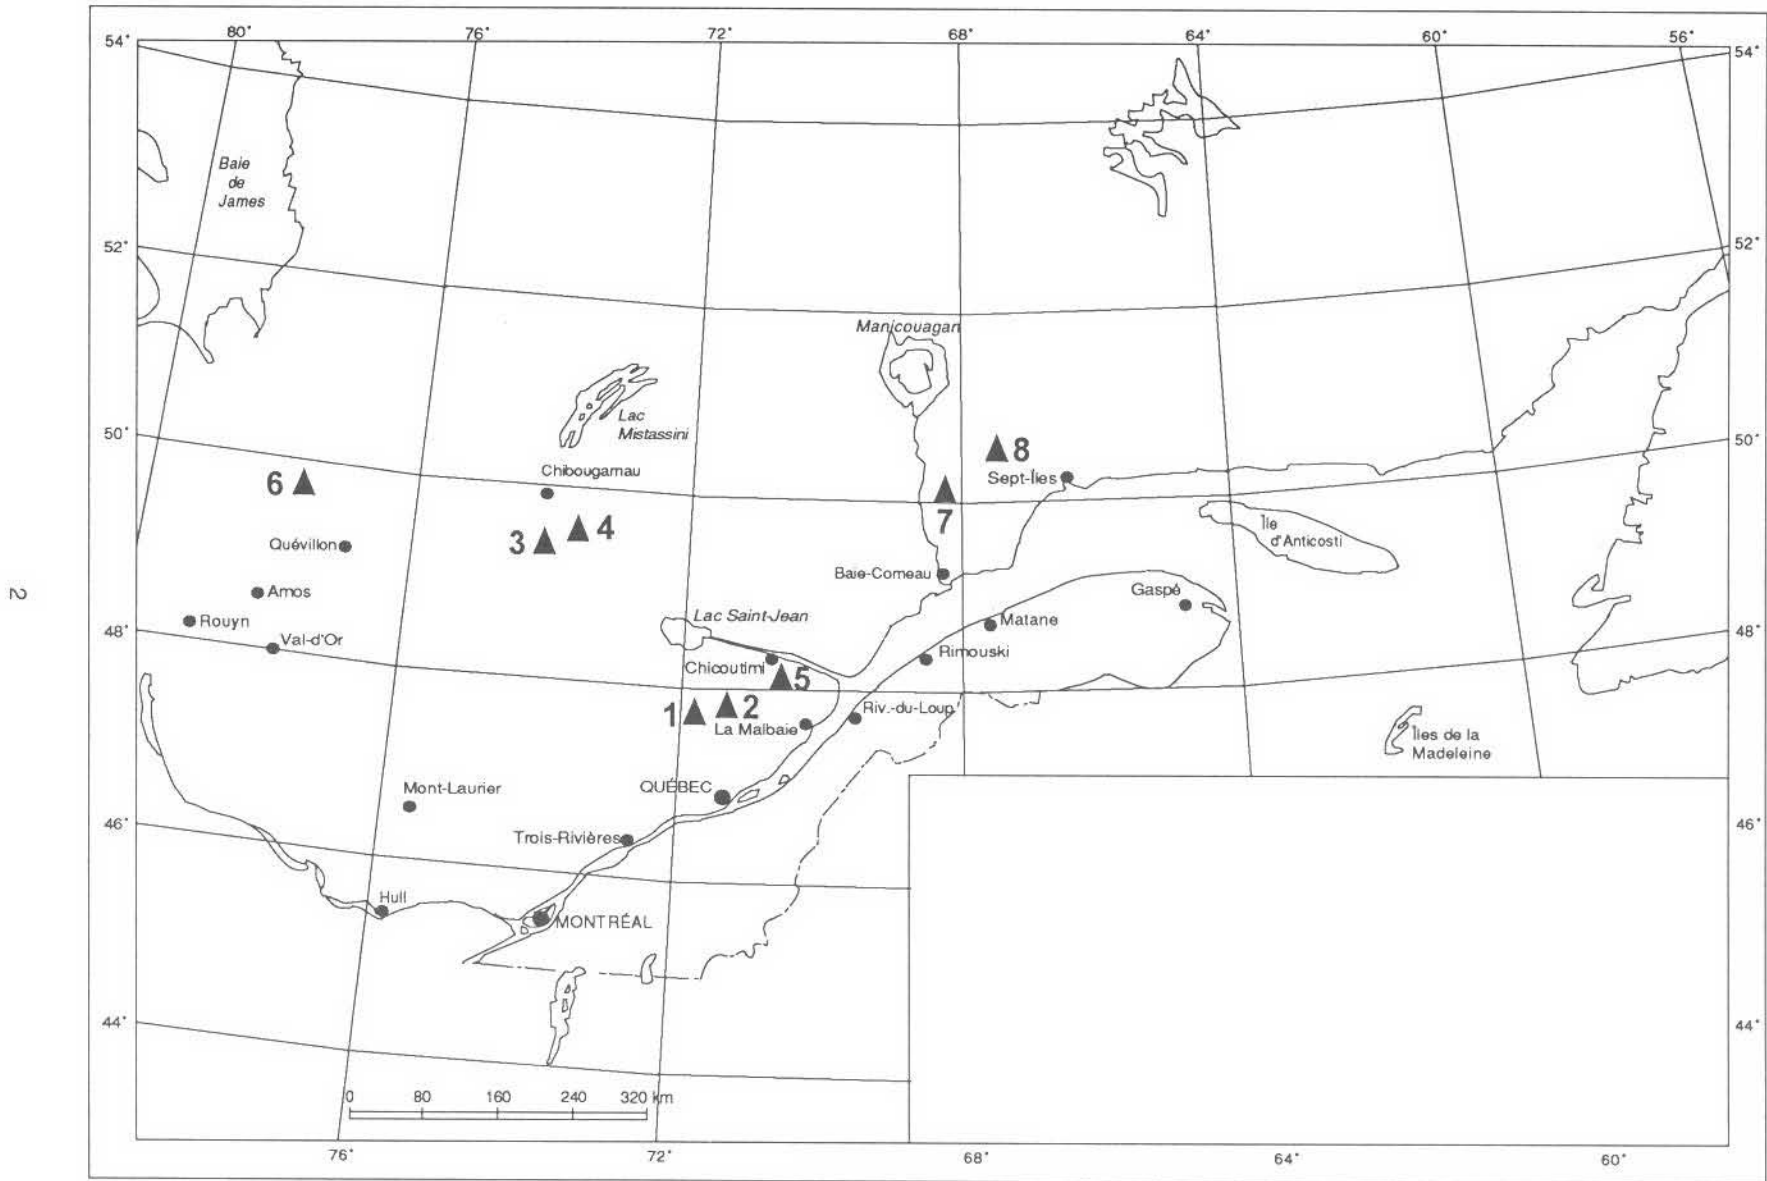 80° 76° 72° 68° 64° 60° 56°
54° 54°
Baie
de
James
52° 52°
Manicouagan
Lac
Mistassini
50° 50°
8
Chibougamau
Sept-Îles
6
7
Île
d'Anticosti
3 4
Quévillon
Baie-Comeau
Gaspé
2
Amos
Lac Saint-Jean
Rouyn
Matane
48° 48°
Val-d'Or
Rimouski
Chicoutimi
5
1 2
Riv.-du-Loup
La Malbaie
Îles de la
Madeleine
QUÉBEC
Mont-Laurier
46° 46°
Trois-Rivières
Hull
MONTRÉAL
44° 44°
0 80 160 240 320 km
76° 72° 68° 64° 60°